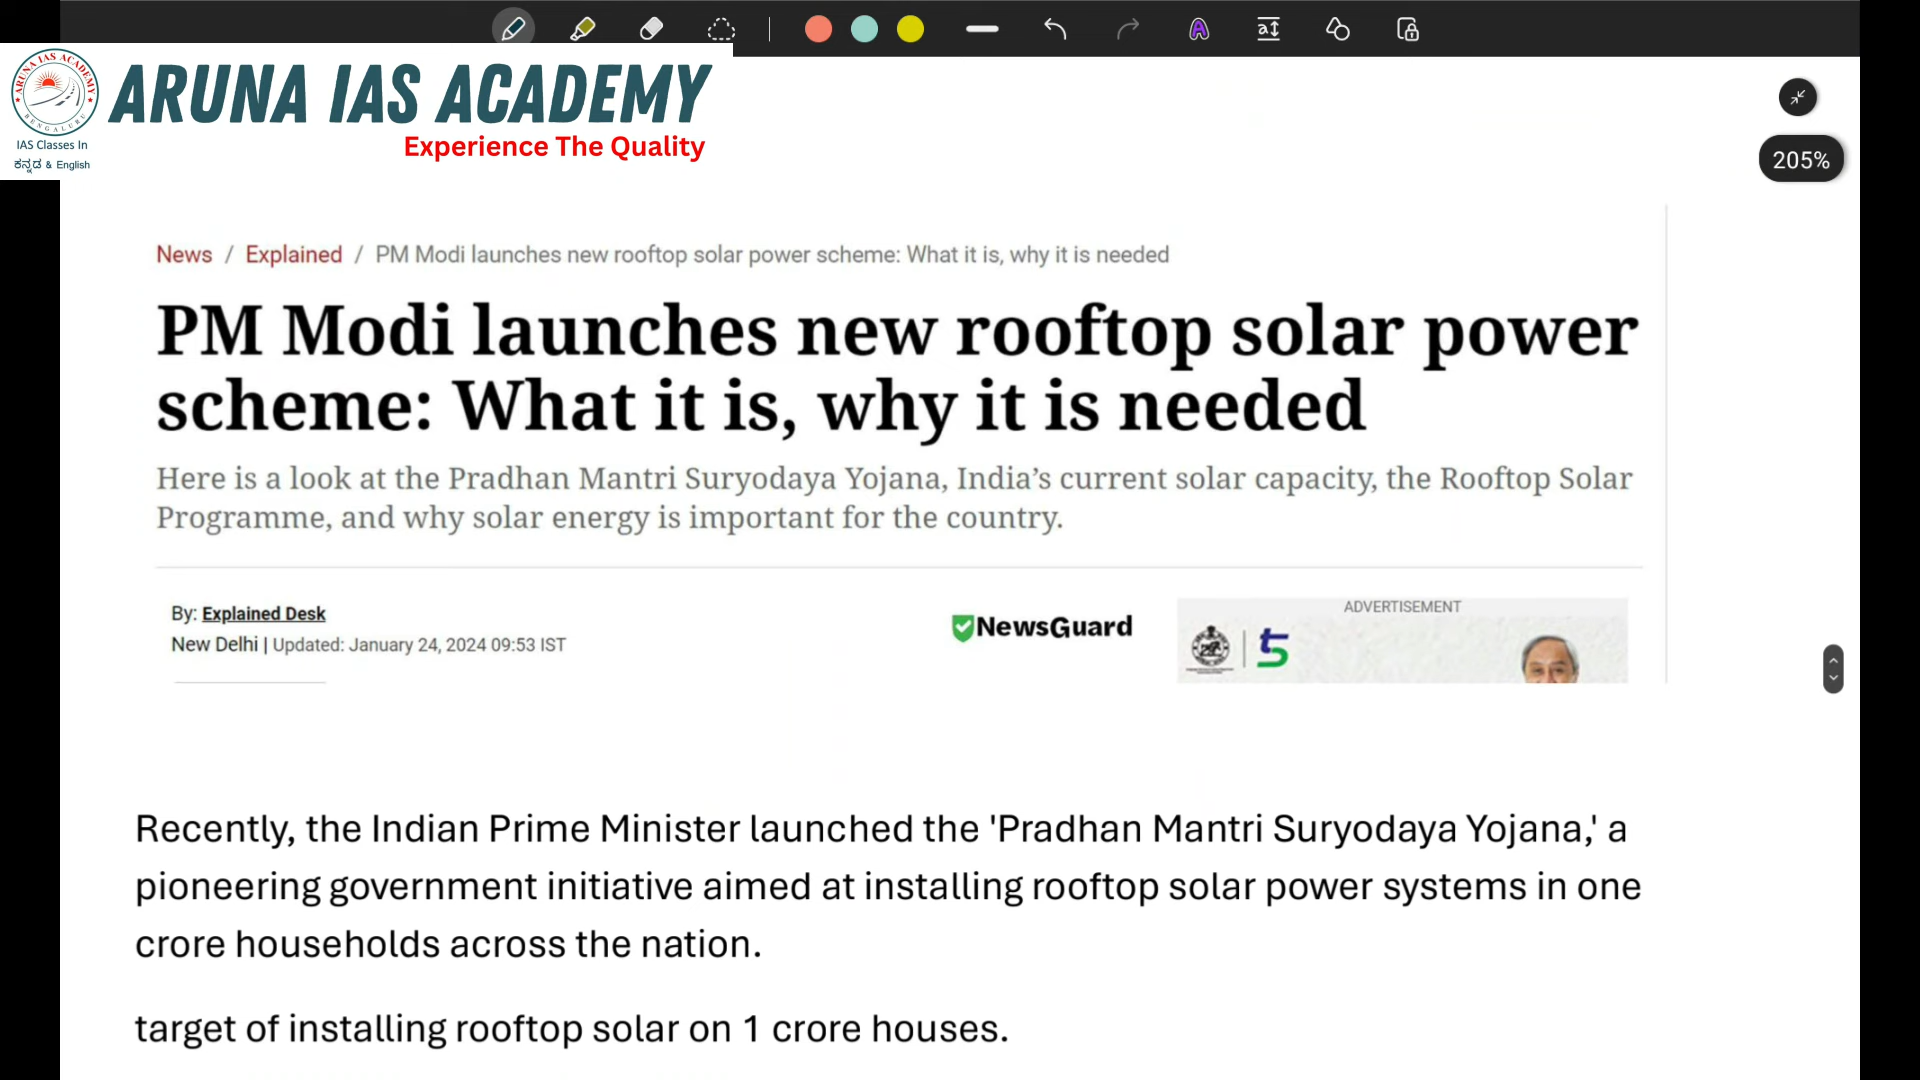 205%
ARUNA IAS ACADEMY
BENGALURU
IAS Classes In
ಕನ್ನಡ & English
ARUNA IAS ACADEMY
Experience The Quality
News / Explained / PM Modi launches new rooftop solar power scheme: What it is, why it is needed
PM Modi launches new rooftop solar power
scheme: What it is, why it is needed
Here is a look at the Pradhan Mantri Suryodaya Yojana, India’s current solar capacity, the Rooftop Solar
Programme, and why solar energy is important for the country.
By: Explained Desk
New Delhi | Updated: January 24, 2024 09:53 IST
NewsGuard
ADVERTISEMENT
5
Recently, the Indian Prime Minister launched the 'Pradhan Mantri Suryodaya Yojana,' a
pioneering government initiative aimed at installing rooftop solar power systems in one
crore households across the nation.
target of installing rooftop solar on 1 crore houses.